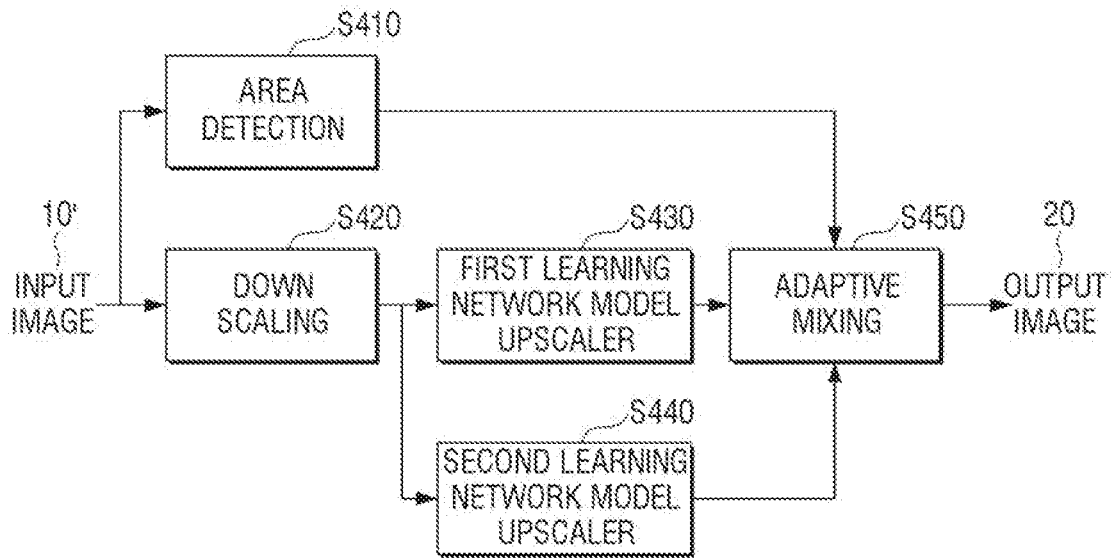 S410
AREA
DETECTION
10'
S420
S430
S450
20
INPUT
IMAGE
DOWN
SCALING
FIRST LEARNING
NETWORK MODEL
UPSCALER
ADAPTIVE
MIXING
OUTPUT
IMAGE
S440
SECOND LEARNING
NETWORK MODEL
UPSCALER